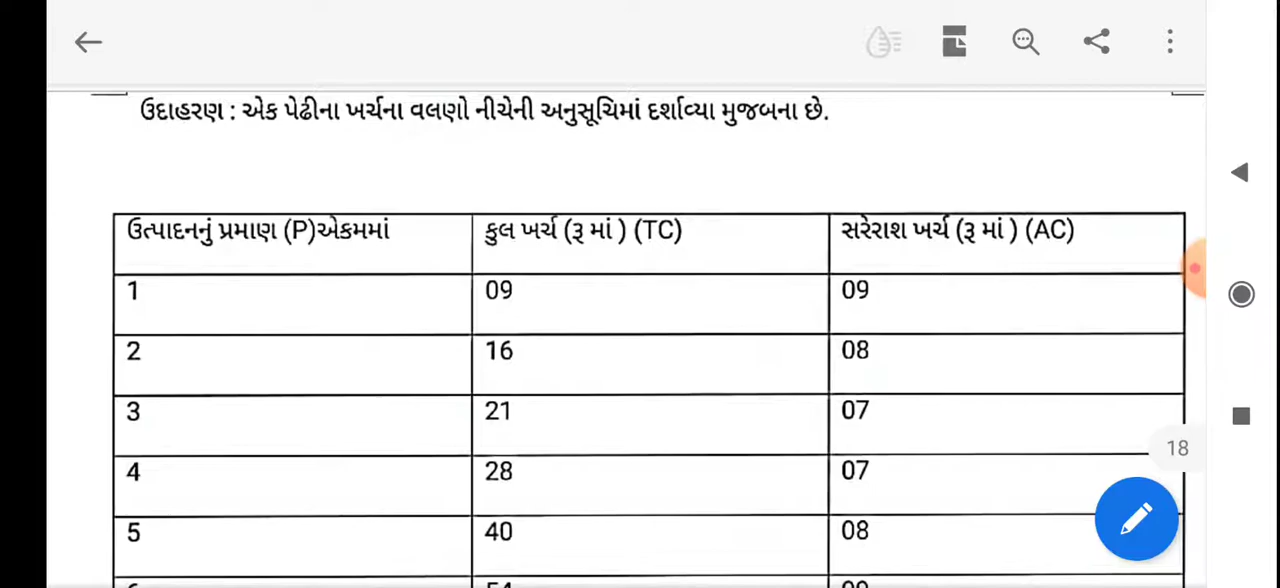 ઉદાહરણ : એક પેઢીના ખર્ચના વલણો નીચેની અનુસૂચિમાં દર્શાવ્યા મુજબના છે.
ઉત્પાદનનું પ્રમાણ (P)એકમમાં કુલ ખર્ચ (રૂ માં ) (TC) સરેરાશ ખર્ચ (રૂ માં ) (AC)
1 09 09
2 16 08
3 21 07
4 28 07
18
5 40 08